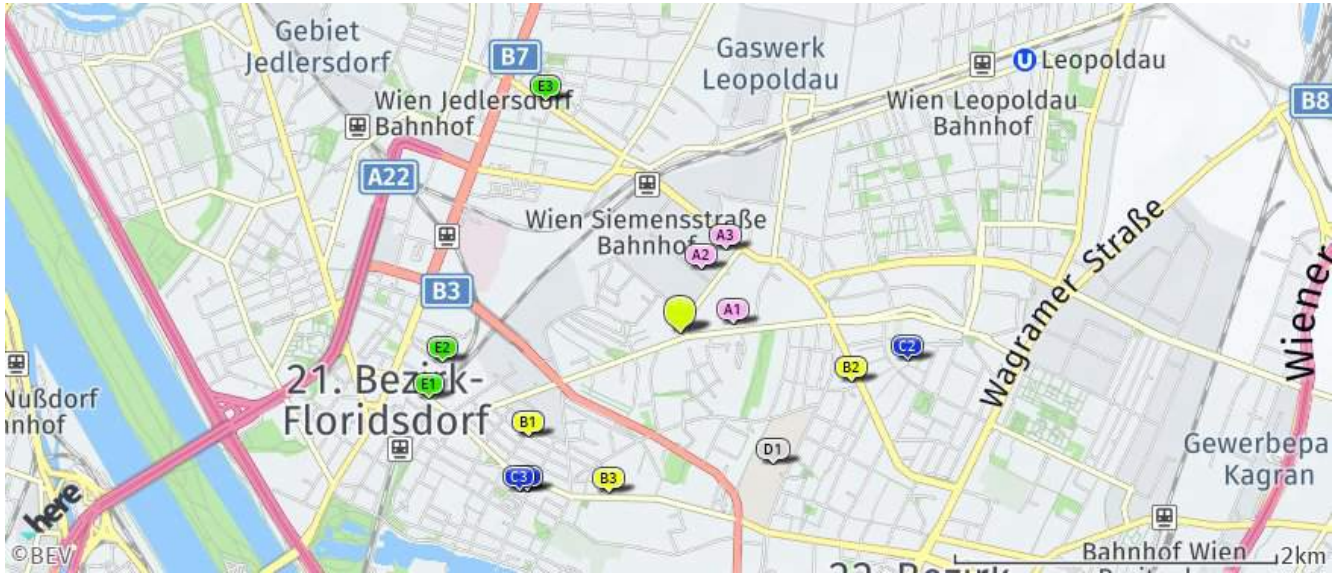 Gebiet
Jedlersdorf
B7
E3
Gaswerk
Leopoldau
U Leopoldau
Wien Jedlersdorf
Bahnhof
Wien Leopoldau
Bahnhof
B8
A22
Wien Siemensstraße
Bahnhof
A3
A2
B3
A1
Wagramer Straße
Wiener
E2
C2
B2
E1
21. Bezirk-
Floridsdorf
Nußdorf
B1
D1
C3
B3
Gewerbepa
Kagran
here
©BEV
Bahnhof Wien
2km